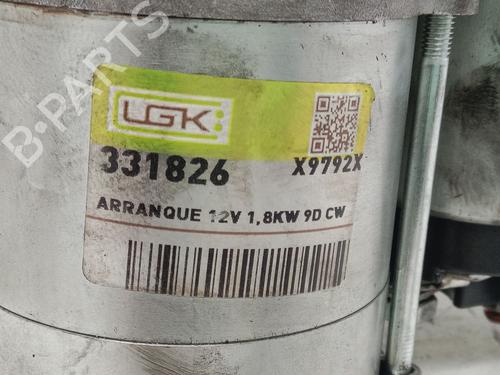 B-PARTS
LGK
331826 X9792X
ARRANQUE 12V 1,8KW 9D CW